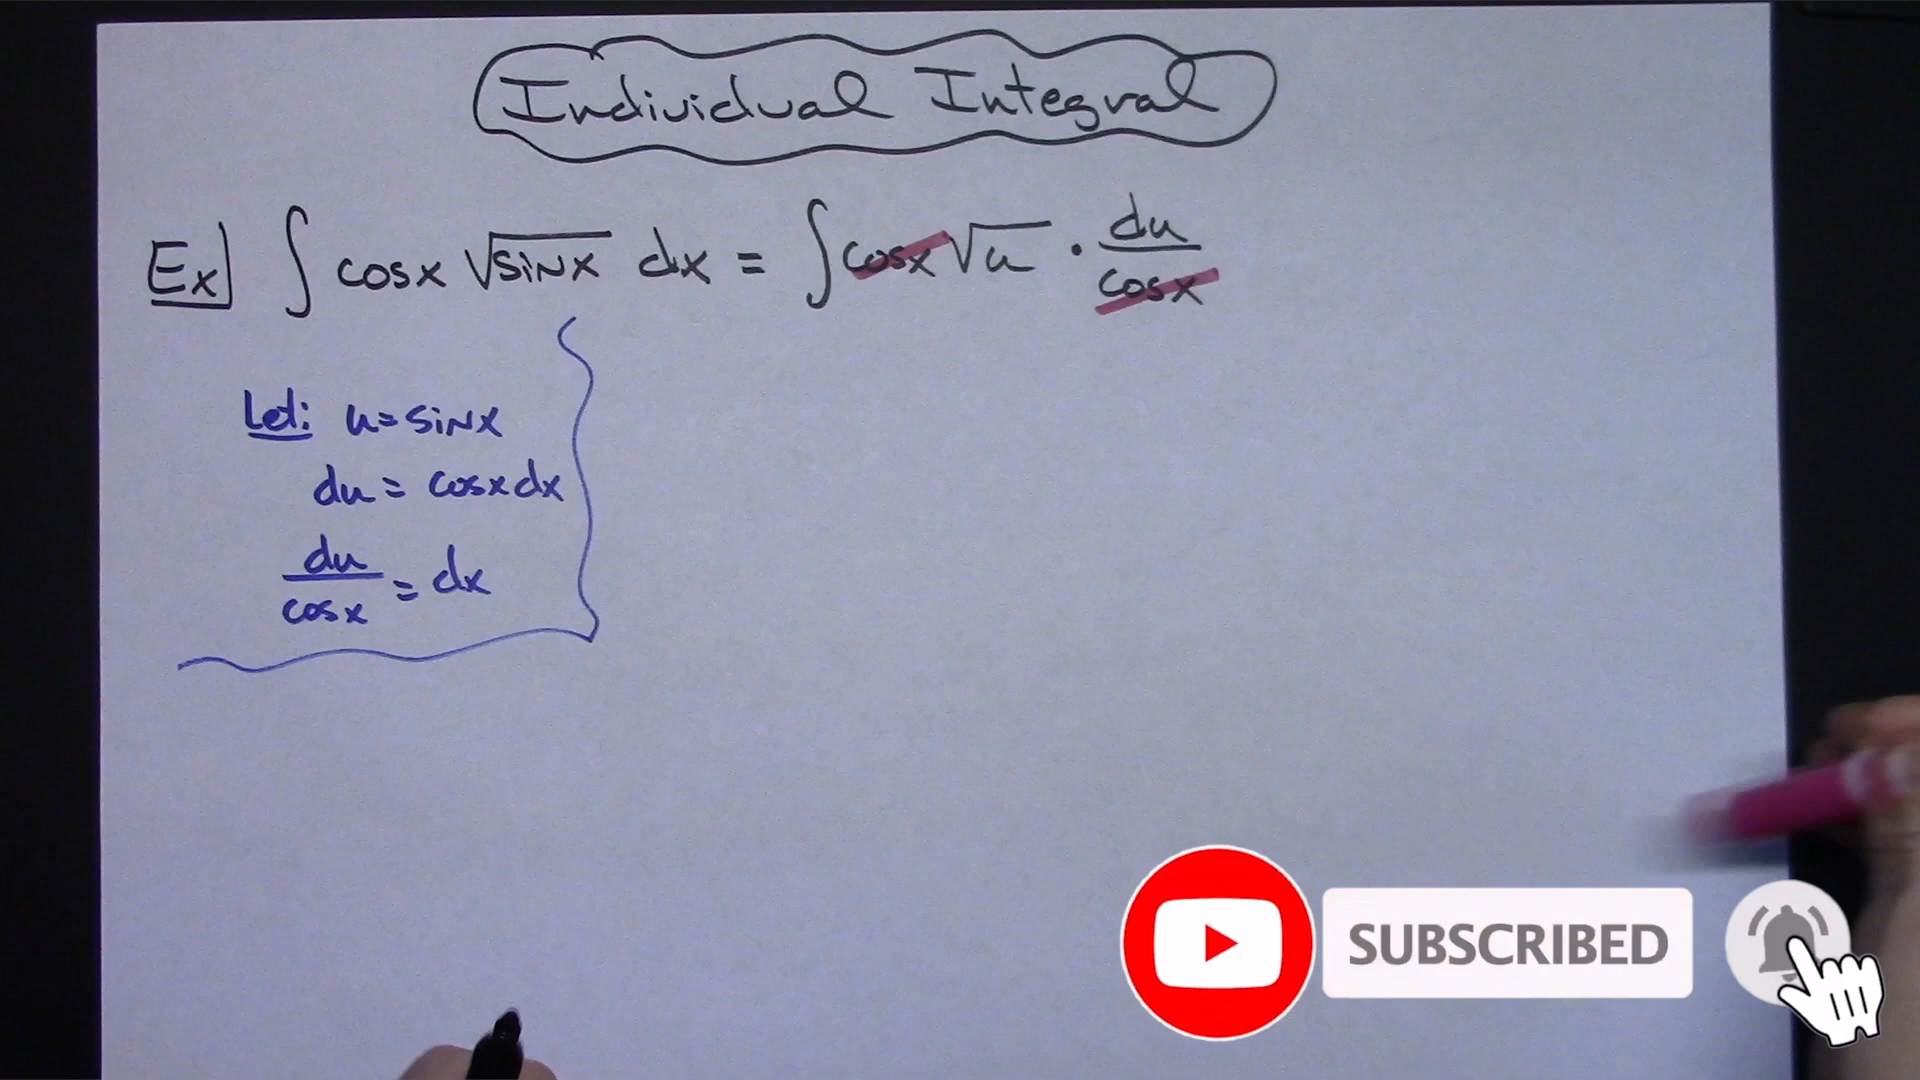 Individual Integral
Ex] ∫ cosx √sinx dx = ∫ cosx √u · du/cosx
Let: u = sinx
du = cosx dx
du/cosx = dx
SUBSCRIBED